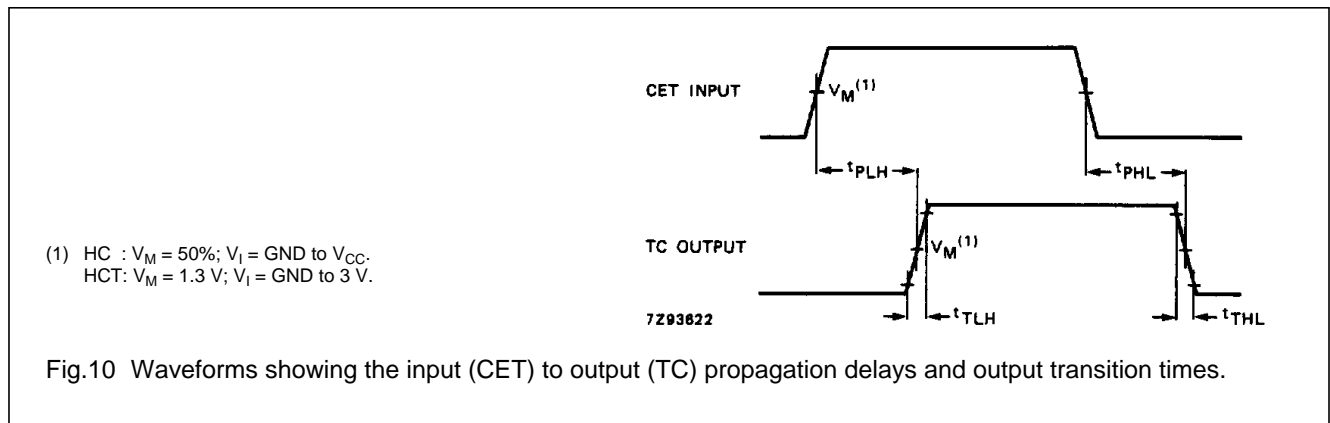 CET INPUT
V_M(1)
t_PLH
t_PHL
TC OUTPUT
V_M(1)
(1) HC : V_M = 50%; V_I = GND to V_CC.
HCT: V_M = 1.3 V; V_I = GND to 3 V.
7Z93622
t_TLH
t_THL
Fig.10 Waveforms showing the input (CET) to output (TC) propagation delays and output transition times.